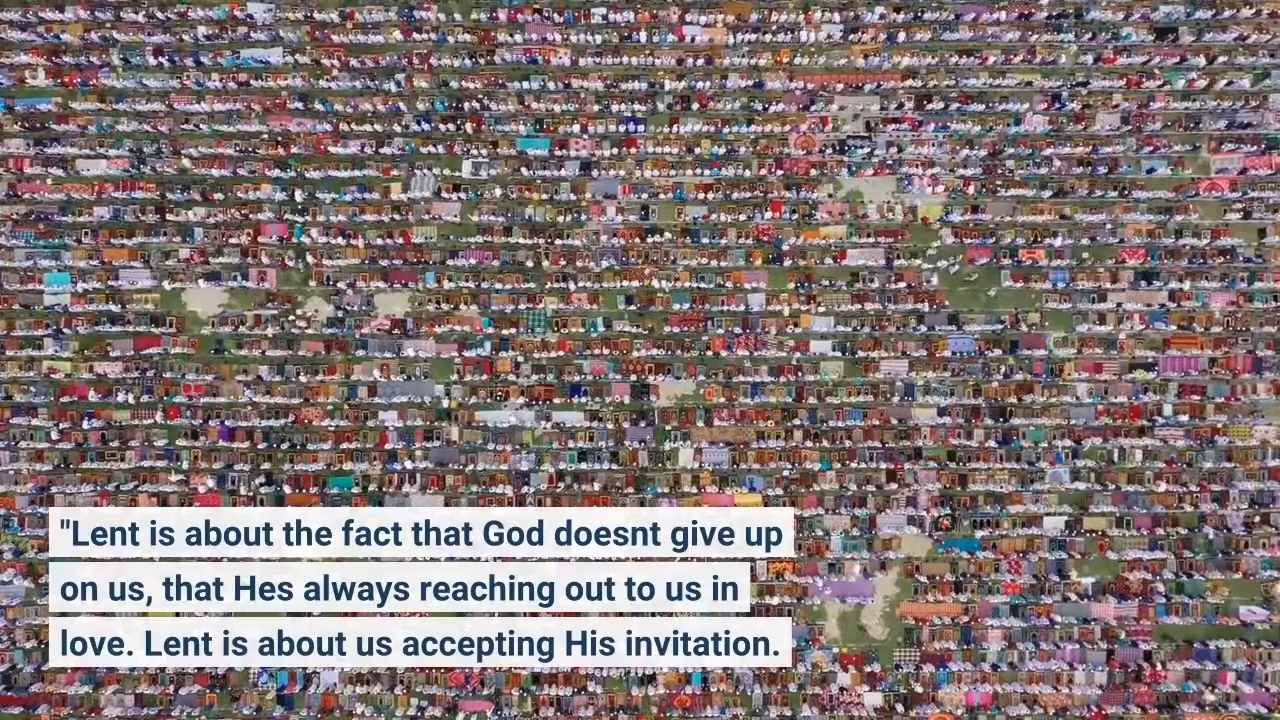 "Lent is about the fact that God doesnt give up
on us, that Hes always reaching out to us in
love. Lent is about us accepting His invitation.